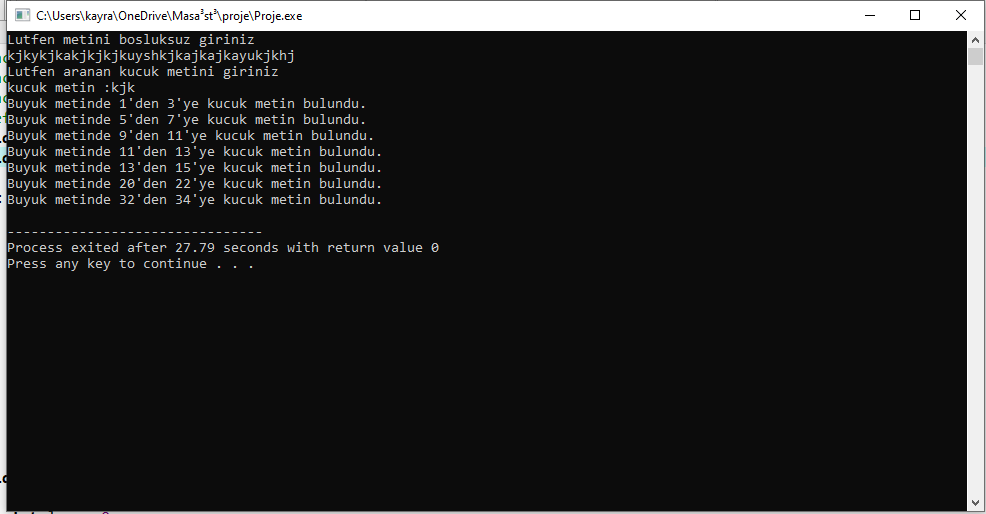 C:\Users\kayra\OneDrive\Masa³st³\proje\Proje.exe
Lutfen metini bosluksuz giriniz
kjkykjkakjkjkjkuyshkjkajkajkayukjkhj
Lutfen aranan kucuk metini giriniz
kucuk metin :kjk
Buyuk metinde 1'den 3'ye kucuk metin bulundu.
Buyuk metinde 5'den 7'ye kucuk metin bulundu.
Buyuk metinde 9'den 11'ye kucuk metin bulundu.
Buyuk metinde 11'den 13'ye kucuk metin bulundu.
Buyuk metinde 13'den 15'ye kucuk metin bulundu.
Buyuk metinde 20'den 22'ye kucuk metin bulundu.
Buyuk metinde 32'den 34'ye kucuk metin bulundu.
--------------------------------
Process exited after 27.79 seconds with return value 0
Press any key to continue . . .